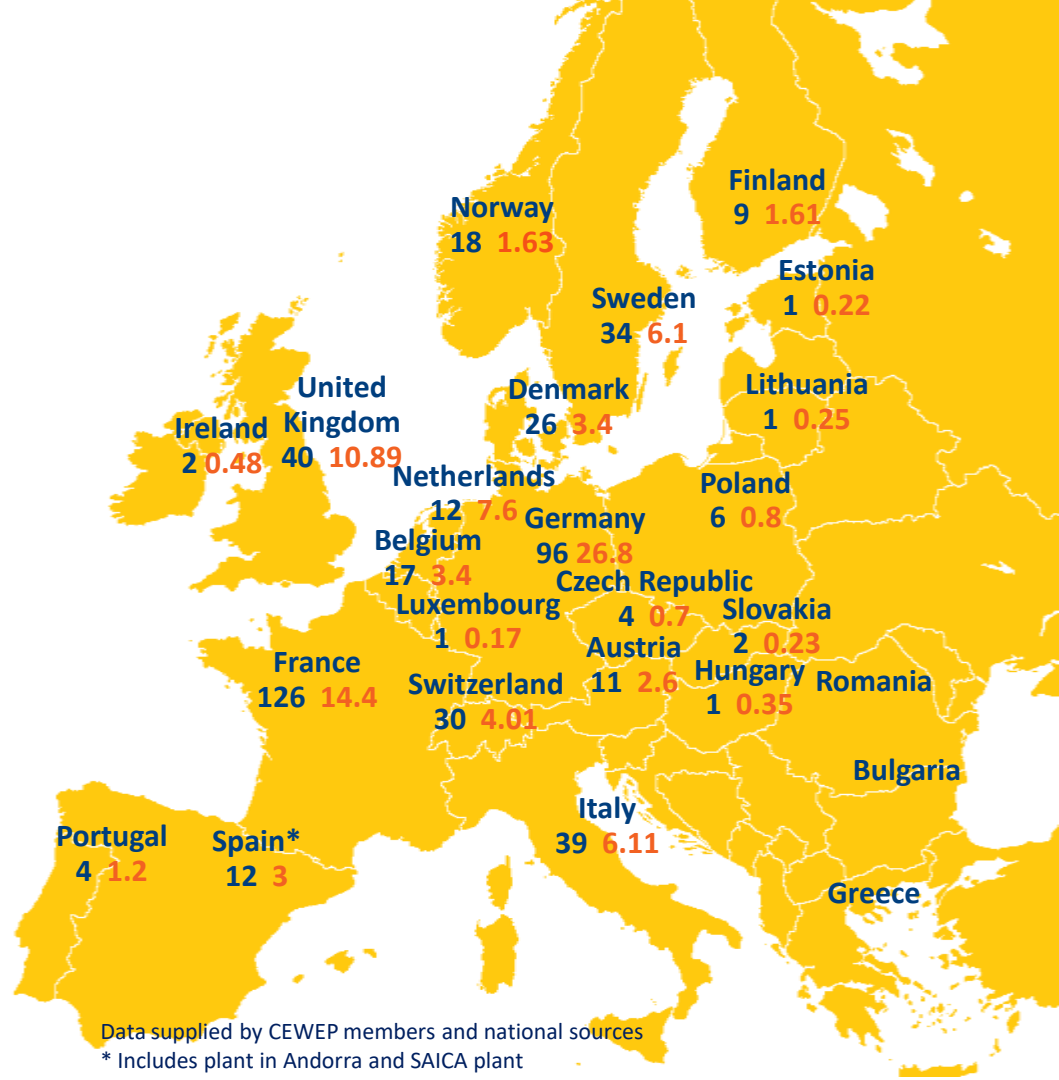 Finland
9 1.61
Norway
18 1.63
Estonia
1 0.22
Sweden
34 6.1
Lithuania
1 0.25
Denmark
26 3.4
United
Kingdom
40 10.89
Ireland
2 0.48
Netherlands
12 7.6
Poland
6 0.8
Germany
96 26.8
Belgium
17 3.4
Czech Republic
4 0.7
Luxembourg
1 0.17
Slovakia
2 0.23
Austria
11 2.6
France
126 14.4
Hungary
1 0.35
Romania
Switzerland
30 4.01
Bulgaria
Italy
39 6.11
Portugal
4 1.2
Spain*
12 3
Greece
Data supplied by CEWEP members and national sources
* Includes plant in Andorra and SAICA plant